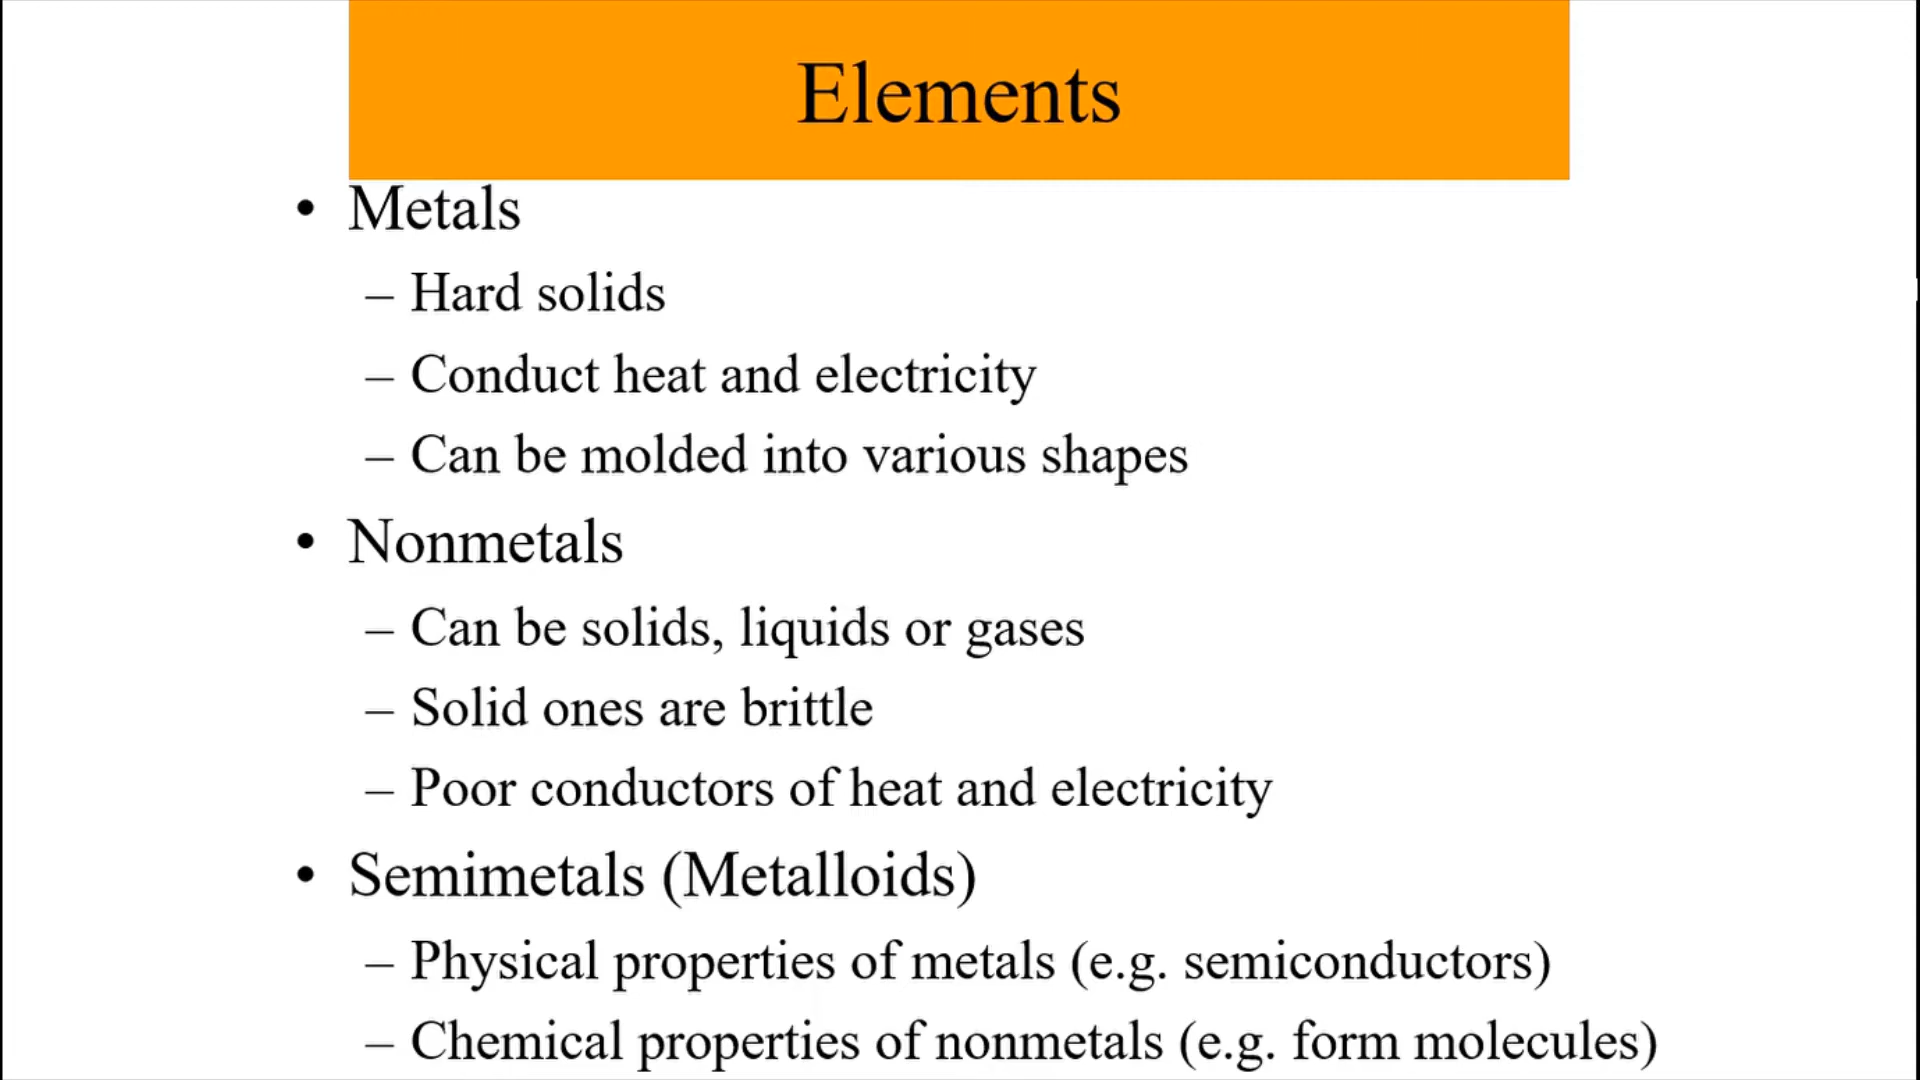 Elements
• Metals
– Hard solids
– Conduct heat and electricity
– Can be molded into various shapes
• Nonmetals
– Can be solids, liquids or gases
– Solid ones are brittle
– Poor conductors of heat and electricity
• Semimetals (Metalloids)
– Physical properties of metals (e.g. semiconductors)
– Chemical properties of nonmetals (e.g. form molecules)